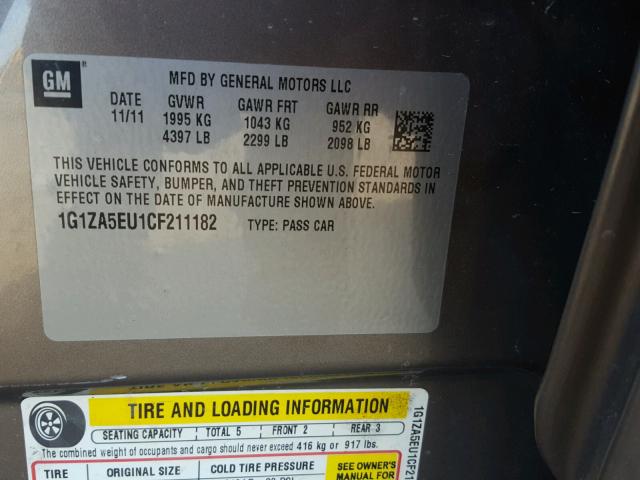 GM
MFD BY GENERAL MOTORS LLC
DATE GVWR GAWR FRT GAWR RR
11/11 1995 KG 1043 KG 952 KG
4397 LB 2299 LB 2098 LB
THIS VEHICLE CONFORMS TO ALL APPLICABLE U.S. FEDERAL MOTOR
VEHICLE SAFETY, BUMPER, AND THEFT PREVENTION STANDARDS IN
EFFECT ON THE DATE OF MANUFACTURE SHOWN ABOVE.
1G1ZA5EU1CF211182 TYPE: PASS CAR
TIRE AND LOADING INFORMATION
SEATING CAPACITY TOTAL 5 FRONT 2 REAR 3
The combined weight of occupants and cargo should never exceed 416 kg or 917 lbs.
TIRE ORIGINAL SIZE COLD TIRE PRESSURE
SEE OWNER'S
MANUAL FOR
1G1ZA5EU1CF21